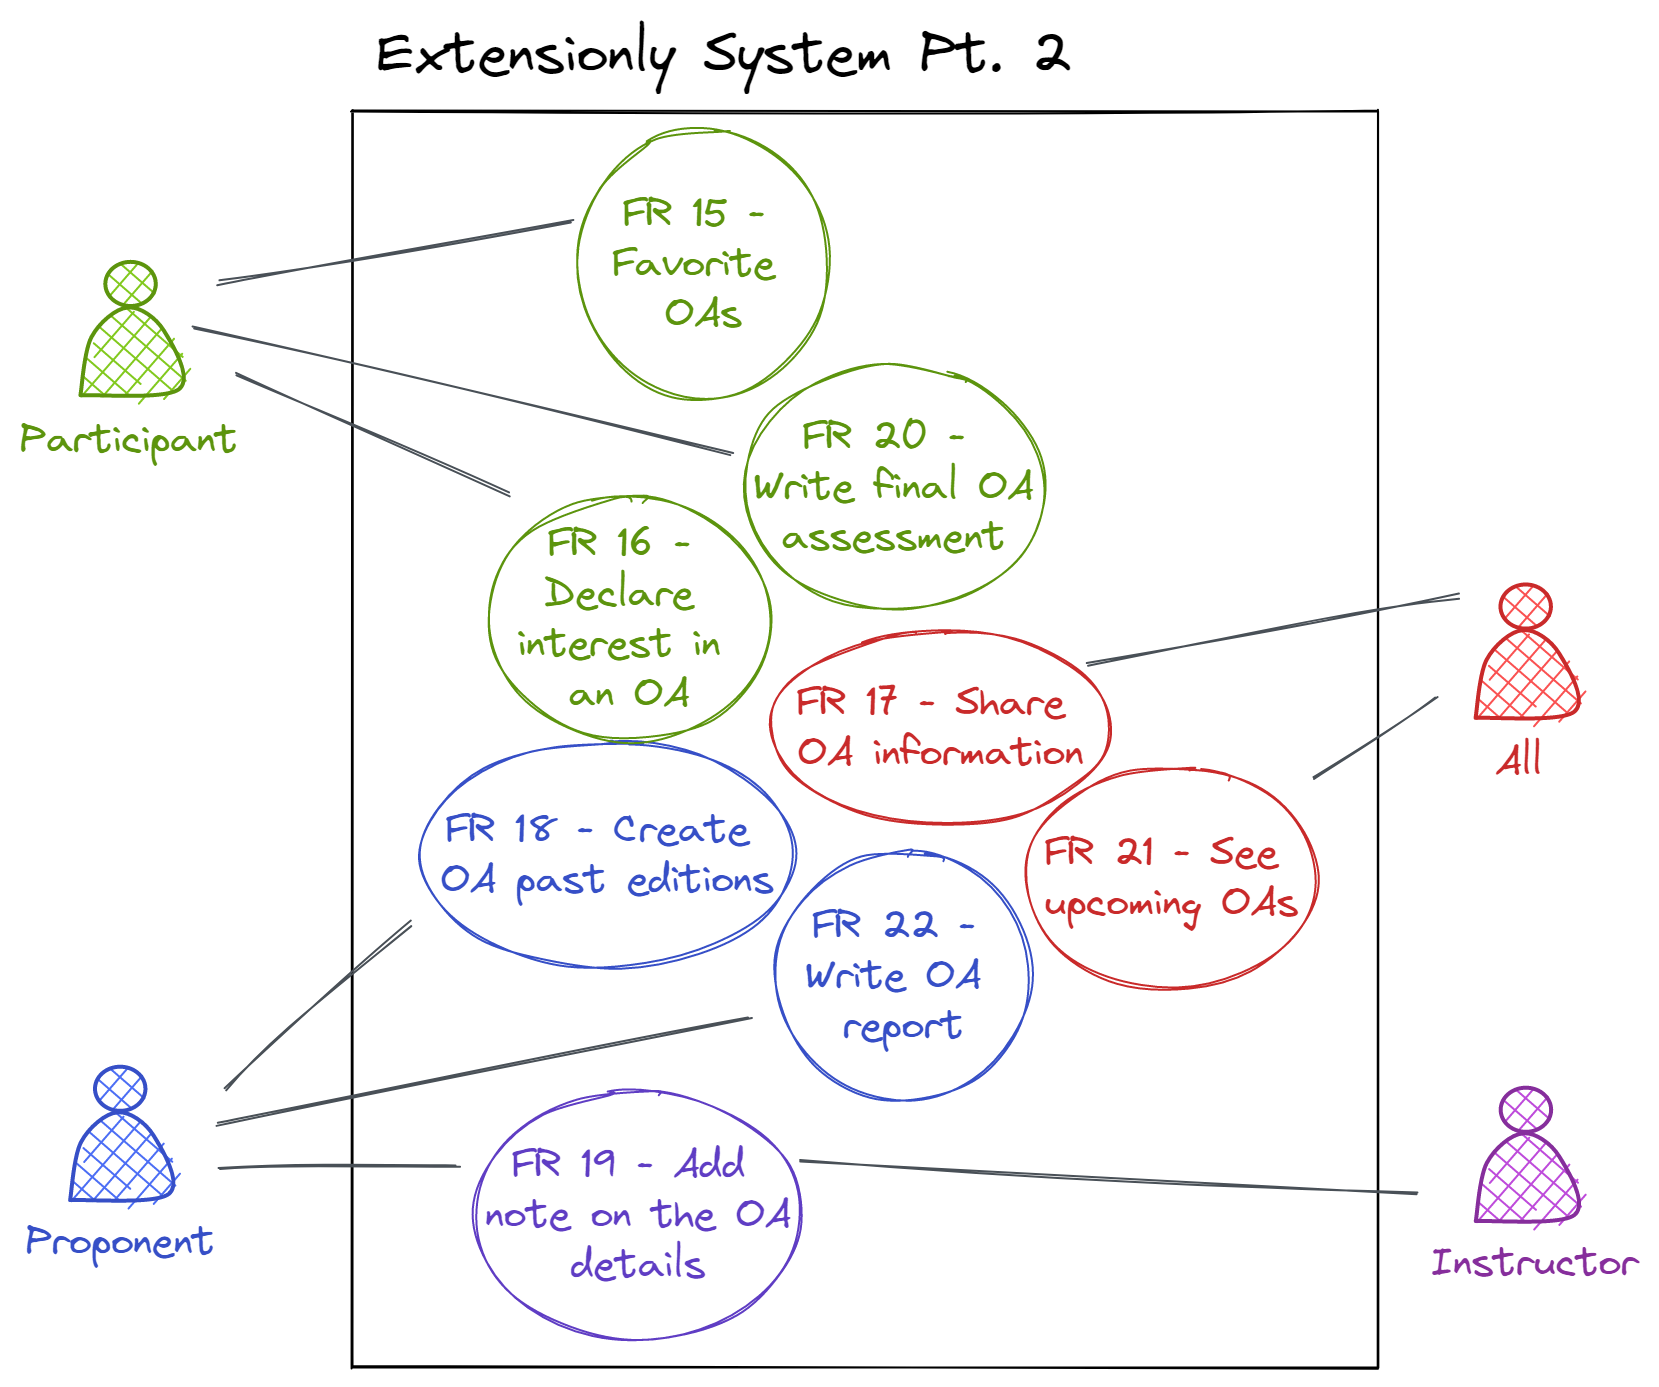 Extensionly System Pt. 2
FR 15 -
Favorite
OAs
Participant
FR 20 -
Write final OA
assessment
FR 16 -
Declare
interest in
an OA
FR 17 - Share
OA information
All
FR 18 - Create
OA past editions
FR 21 - See
upcoming OAs
FR 22 -
Write OA
report
Proponent
FR 19 - Add
note on the OA
details
Instructor